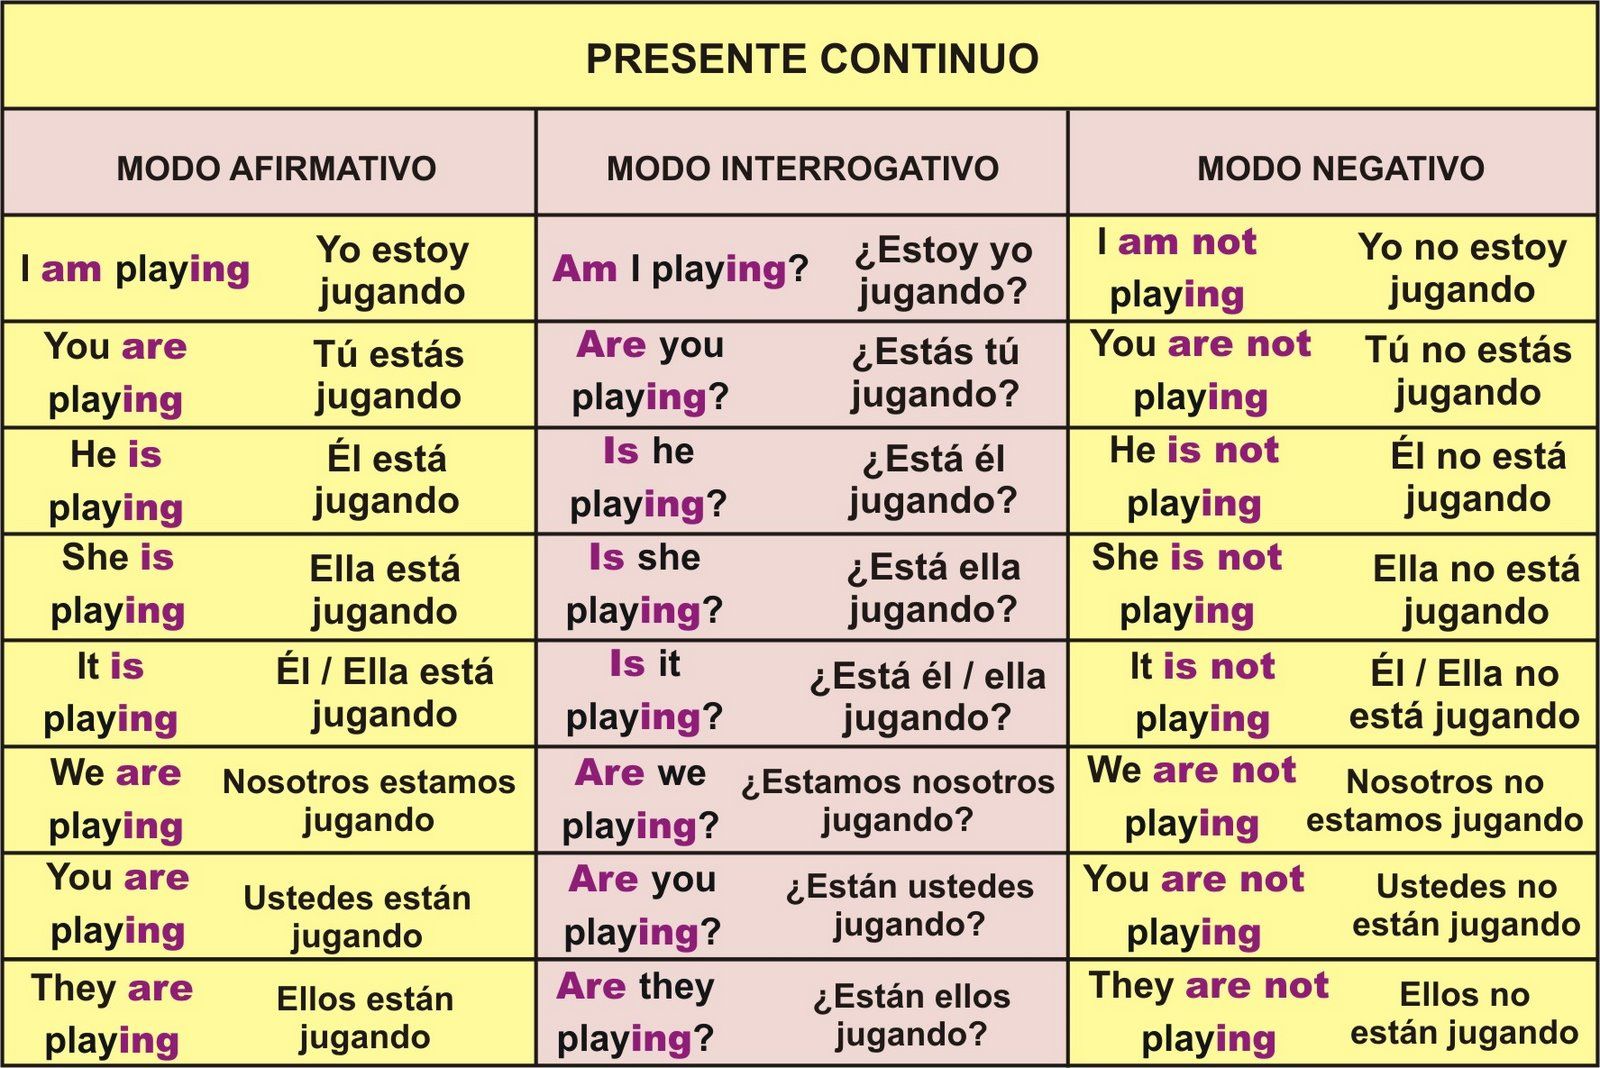 PRESENTE CONTINUO
MODO AFIRMATIVO
MODO INTERROGATIVO
MODO NEGATIVO
I am playing
Yo estoy
jugando
Am I playing?
¿Estoy yo
jugando?
I am not
playing
Yo no estoy
jugando
You are
playing
Tú estás
jugando
Are you
playing?
¿Estás tú
jugando?
You are not
playing
Tú no estás
jugando
He is
playing
Él está
jugando
Is he
playing?
¿Está él
jugando?
He is not
playing
Él no está
jugando
She is
playing
Ella está
jugando
Is she
playing?
¿Está ella
jugando?
She is not
playing
Ella no está
jugando
It is
playing
Él / Ella está
jugando
Is it
playing?
¿Está él / ella
jugando?
It is not
playing
Él / Ella no
está jugando
We are
playing
Nosotros estamos
jugando
Are we
playing?
¿Estamos nosotros
jugando?
We are not
playing
Nosotros no
estamos jugando
You are
playing
Ustedes están
jugando
Are you
playing?
¿Están ustedes
jugando?
You are not
playing
Ustedes no
están jugando
They are
playing
Ellos están
jugando
Are they
playing?
¿Están ellos
jugando?
They are not
playing
Ellos no
están jugando